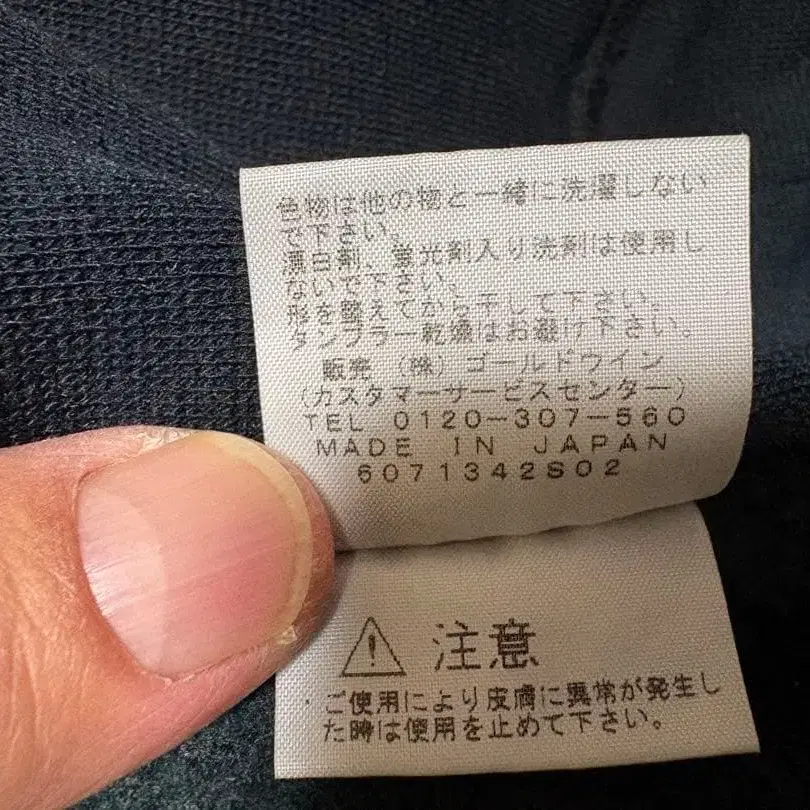 色物は他の物と一緒に洗濯しない
で下さい。
漂白剤、蛍光剤入り洗剤は使用し
ないで下さい。
形を整えてから干して下さい。
タンブラー乾燥はお避け下さい。
販売 (株) ゴールドウイン
(カスタマーサービスセンター)
TEL 0120-307-560
MADE IN JAPAN
6071342S02
注意
ご使用により皮膚に異常が発生し
た時は使用を止めて下さい。